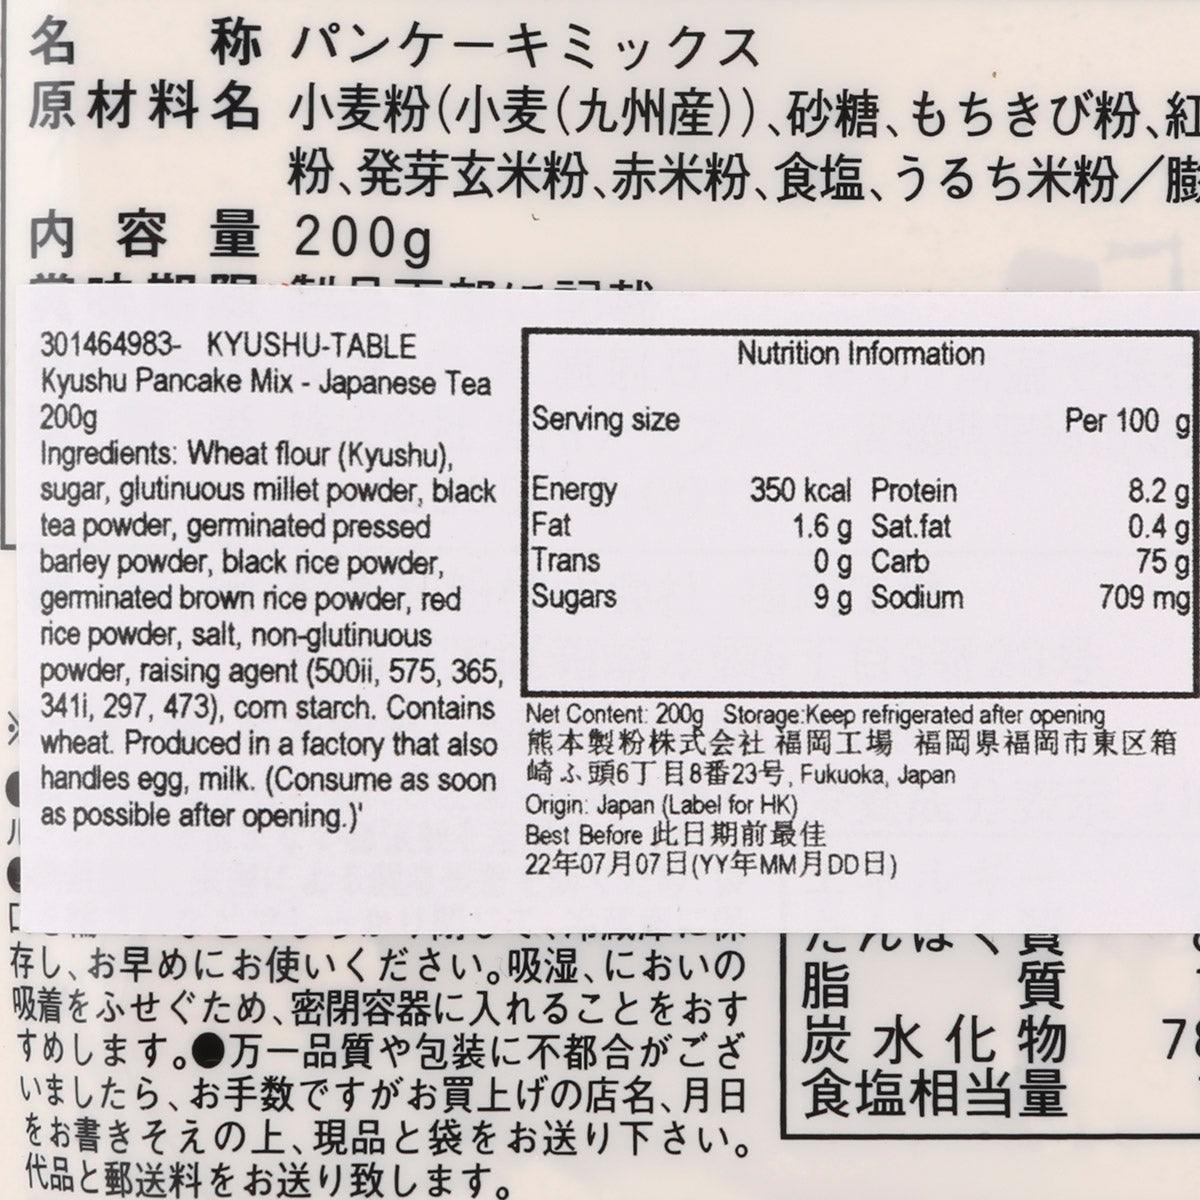 名称 パンケーキミックス
原材料名 小麦粉(小麦(九州産))、砂糖、もちきび粉、紅
粉、発芽玄米粉、赤米粉、食塩、うるち米粉／膨
内容量 200g
301464983- KYUSHU-TABLE
Kyushu Pancake Mix - Japanese Tea
200g
Ingredients: Wheat flour (Kyushu),
sugar, glutinous millet powder, black
tea powder, germinated pressed
barley powder, black rice powder,
germinated brown rice powder, red
rice powder, salt, non-glutinous
powder, raising agent (500ii, 575, 365,
341i, 297, 473), corn starch. Contains
wheat. Produced in a factory that also
handles egg, milk. (Consume as soon
as possible after opening.)'
Nutrition Information
Serving size Per 100 g
Energy 350 kcal Protein 8.2 g
Fat 1.6 g Sat.fat 0.4 g
Trans 0 g Carb 75 g
Sugars 9 g Sodium 709 mg
Net Content: 200g Storage:Keep refrigerated after opening
熊本製粉株式会社 福岡工場 福岡県福岡市東区箱
崎ふ頭6丁目8番23号, Fukuoka, Japan
Origin: Japan (Label for HK)
Best Before 此日期前最佳
22年07月07日(YY年MM月DD日)
存し、お早めにお使いください。吸湿、においの
吸着をふせぐため、密閉容器に入れることをおす
すめします。●万一品質や包装に不都合がござ
いましたら、お手数ですがお買上げの店名、月日
をお書きそえの上、現品と袋をお送り下さい。
代品と郵送料をお送り致します。
たんぱく質
脂質
炭水化物 78
食塩相当量